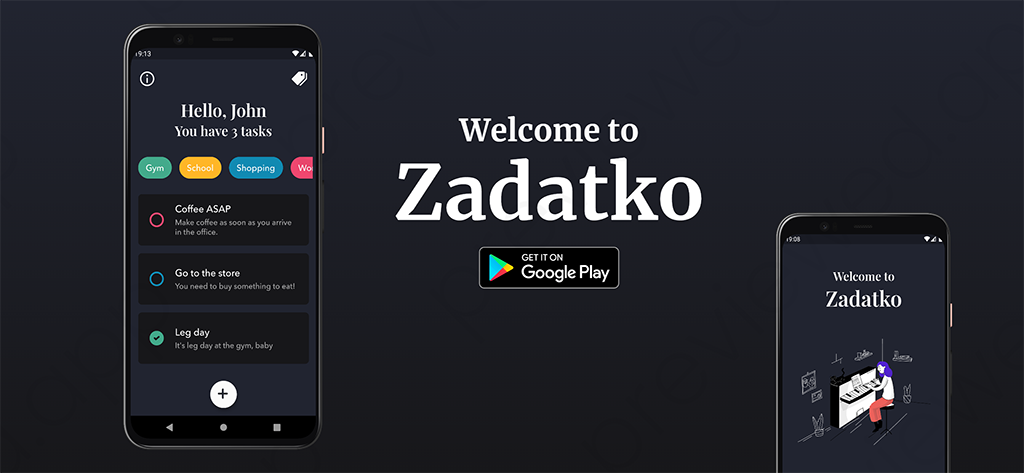 19:13
Hello, John
You have 3 tasks
Gym
School
Shopping
Coffee ASAP
Make coffee as soon as you arrive
in the office.
Go to the store
You need to buy something to eat!
Leg day
It's leg day at the gym, baby
Welcome to
Zadatko
GET IT ON
Google Play
19:08
Welcome to
Zadatko